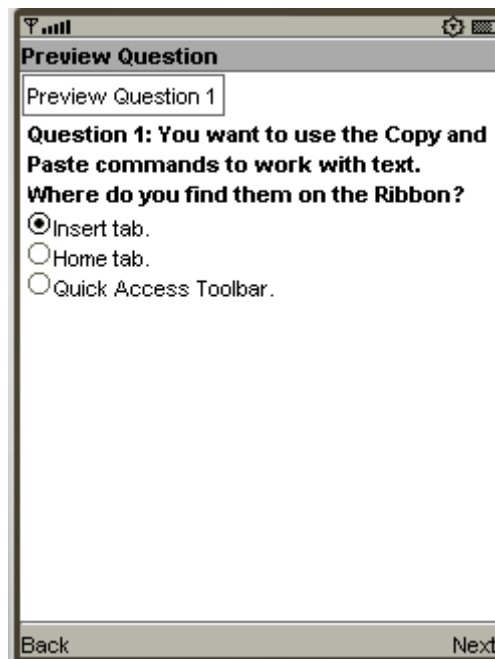 Preview Question
Preview Question 1
Question 1: You want to use the Copy and
Paste commands to work with text.
Where do you find them on the Ribbon?
Insert tab.
Home tab.
Quick Access Toolbar.
Back Next